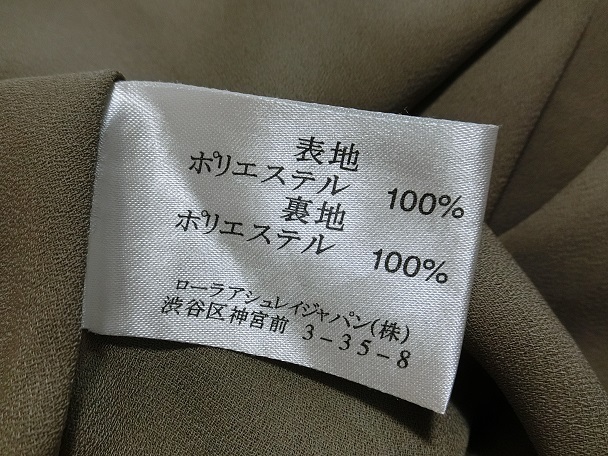 表地
ポリエステル 100%
裏地
ポリエステル 100%
ローラアシュレイジャパン(株)
渋谷区神宮前 3-35-8